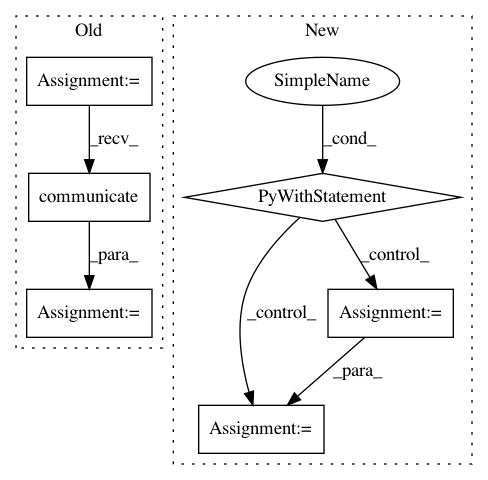 Old
New
Assignment:=
SimpleName
_recv_
_cond_
communicate
PyWithStatement
_para_
_control_
_control_
Assignment:=
Assignment:=
_para_
Assignment:=